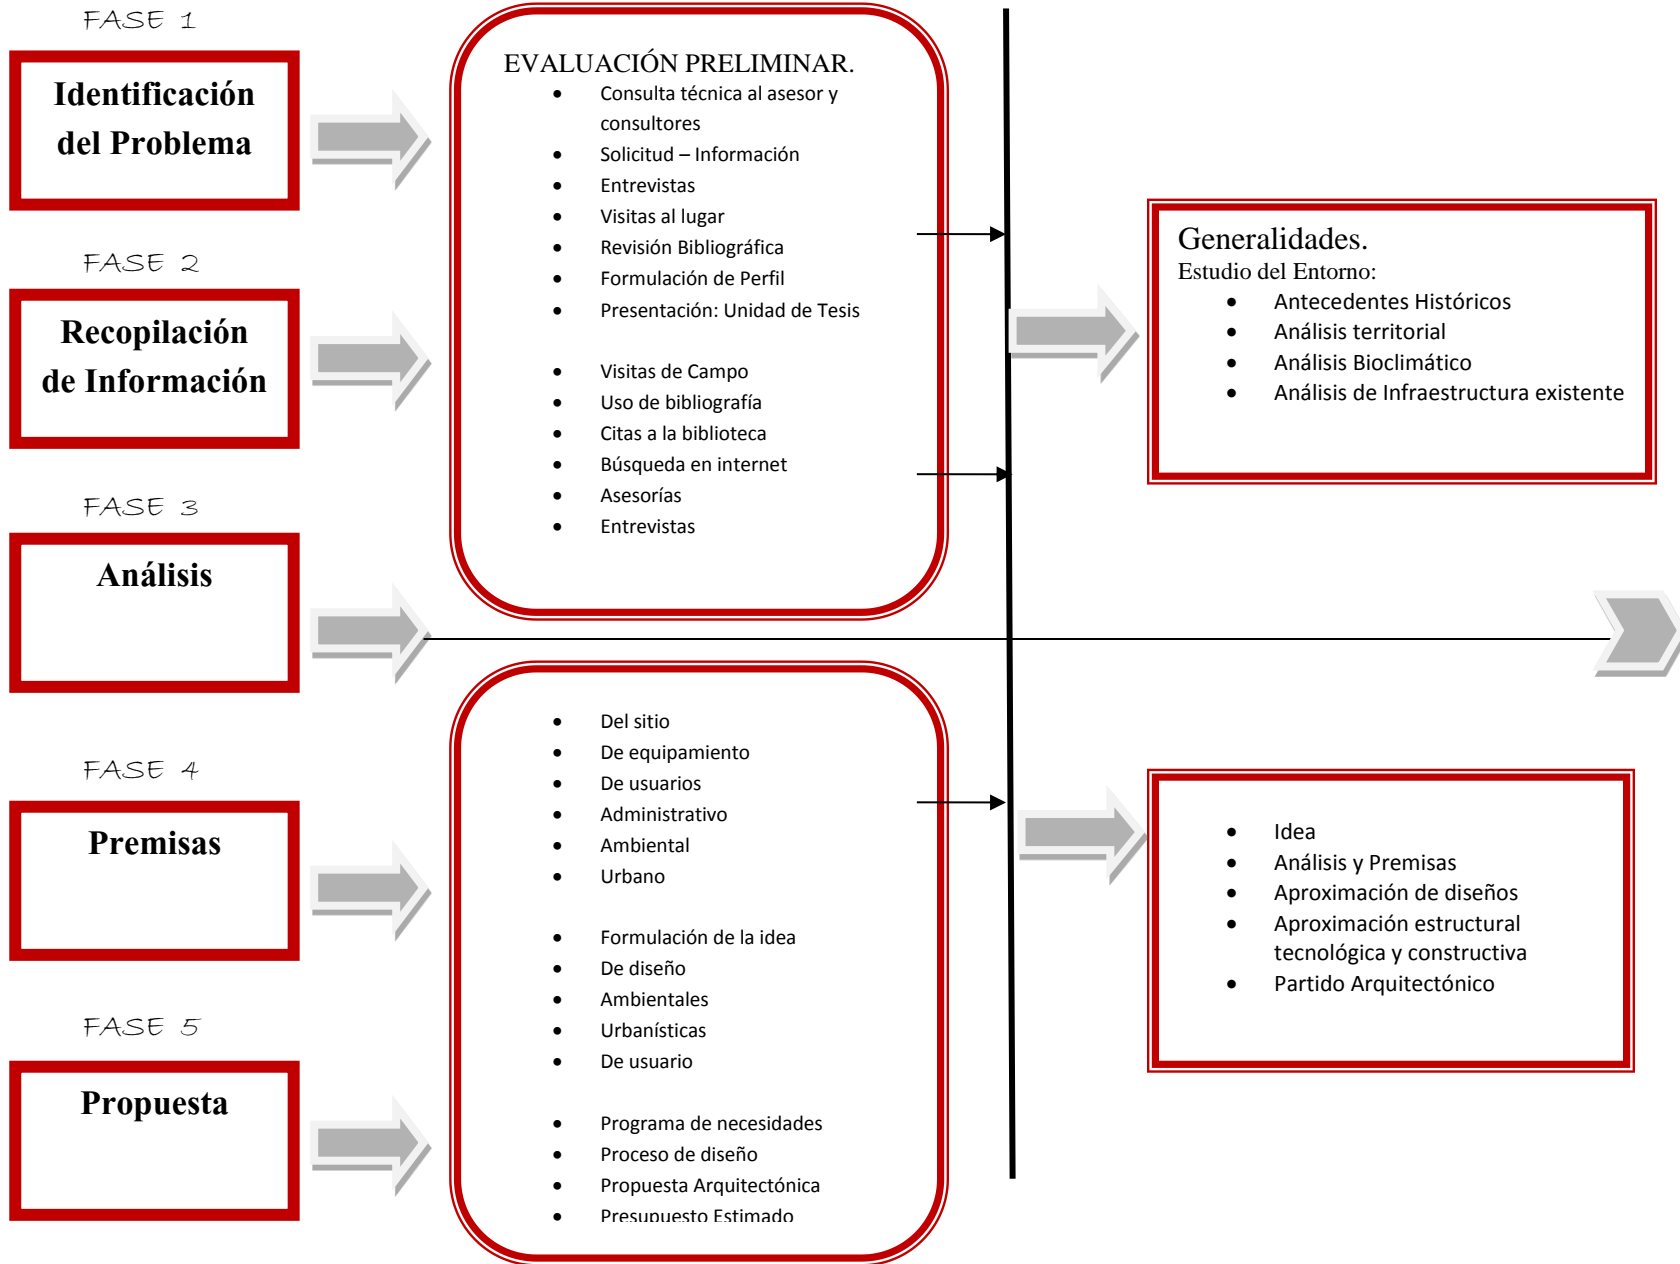 FASE 1
Identificación
del Problema
FASE 2
Recopilación
de Información
FASE 3
Análisis
FASE 4
Premisas
FASE 5
Propuesta
EVALUACIÓN PRELIMINAR.
• Consulta técnica al asesor y
consultores
• Solicitud – Información
• Entrevistas
• Visitas al lugar
• Revisión Bibliográfica
• Formulación de Perfil
• Presentación: Unidad de Tesis
• Visitas de Campo
• Uso de bibliografía
• Citas a la biblioteca
• Búsqueda en internet
• Asesorías
• Entrevistas
• Del sitio
• De equipamiento
• De usuarios
• Administrativo
• Ambiental
• Urbano
• Formulación de la idea
• De diseño
• Ambientales
• Urbanísticas
• De usuario
• Programa de necesidades
• Proceso de diseño
• Propuesta Arquitectónica
• Presupuesto Estimado
Generalidades.
Estudio del Entorno:
• Antecedentes Históricos
• Análisis territorial
• Análisis Bioclimático
• Análisis de Infraestructura existente
• Idea
• Análisis y Premisas
• Aproximación de diseños
• Aproximación estructural
tecnológica y constructiva
• Partido Arquitectónico